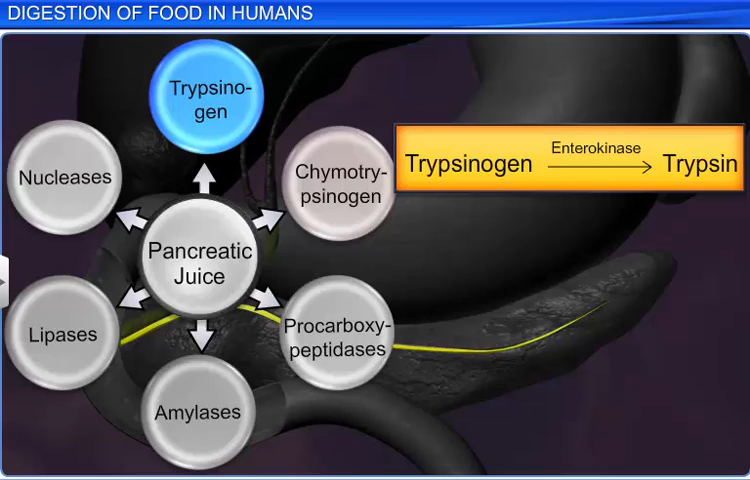 DIGESTION OF FOOD IN HUMANS
Trypsino-
gen
Nucleases
Chymotry-
psinogen
Trypsinogen Enterokinase Trypsin
Pancreatic
Juice
Lipases
Procarboxy-
peptidases
Amylases